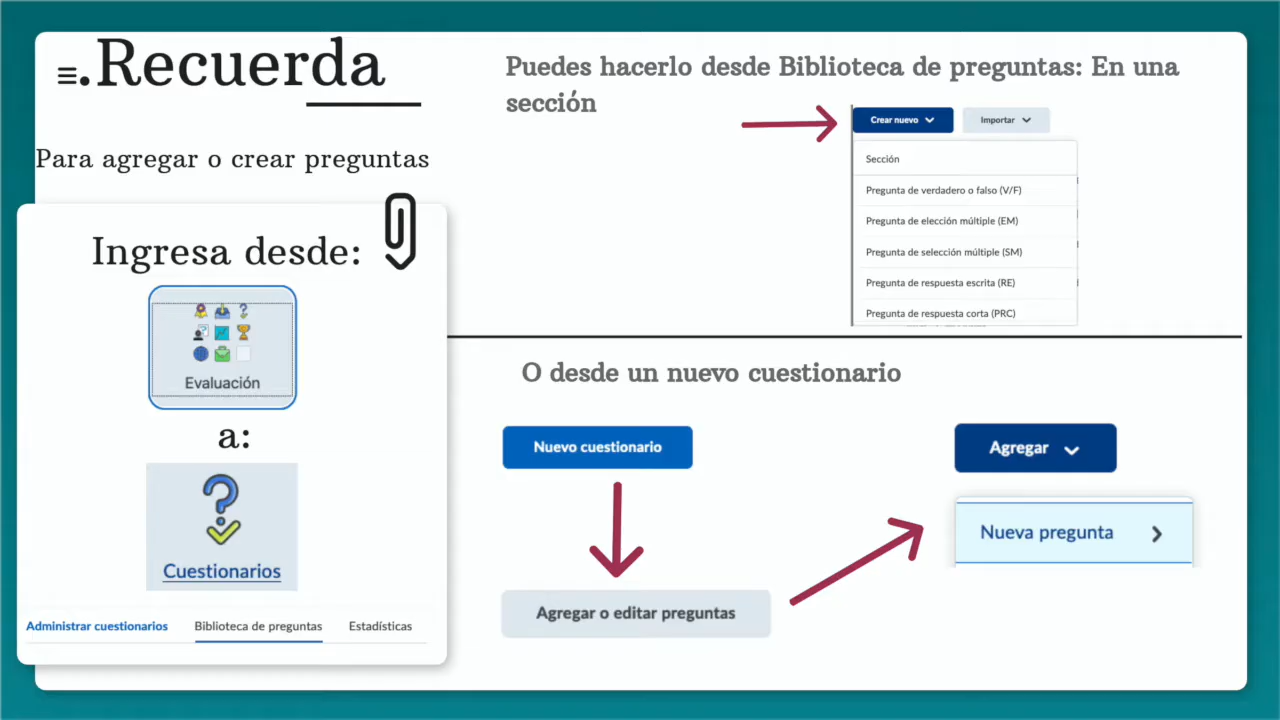 .Recuerda
Para agregar o crear preguntas
Ingresa desde:
Evaluación
a:
Cuestionarios
Administrar cuestionarios Biblioteca de preguntas Estadísticas
Puedes hacerlo desde Biblioteca de preguntas: En una
sección
Crear nuevo Importar
Sección
Pregunta de verdadero o falso (V/F)
Pregunta de elección múltiple (EM)
Pregunta de selección múltiple (SM)
Pregunta de respuesta escrita (RE)
Pregunta de respuesta corta (PRC)
O desde un nuevo cuestionario
Nuevo cuestionario
Agregar o editar preguntas
Agregar
Nueva pregunta